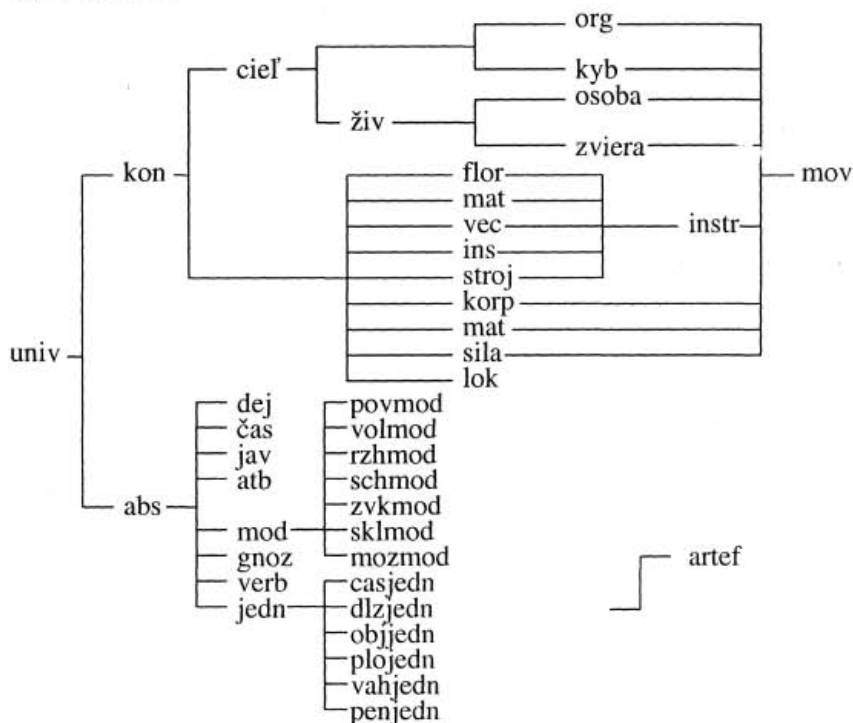 org
cieľ kyb
osoba
živ
zviera
kon flor mov
mat
vec instr
ins
stroj
korp
mat
univ sila
lok
dej povmod
čas volmod
jav rzhmod
atb schmod
abs zvkmod
mod sklmod
gnoz mozmod artef
verb casjedn
jedn dlzjedn
objjedn
plojedn
vahjedn
penjedn